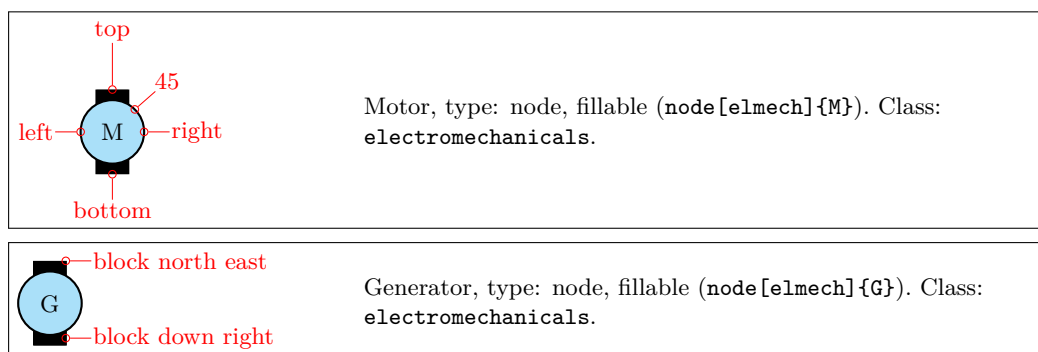 top
45
left
M
right
bottom
Motor, type: node, fillable (node[elmech]{M}). Class:
electromechanicals.
block north east
G
block down right
Generator, type: node, fillable (node[elmech]{G}). Class:
electromechanicals.